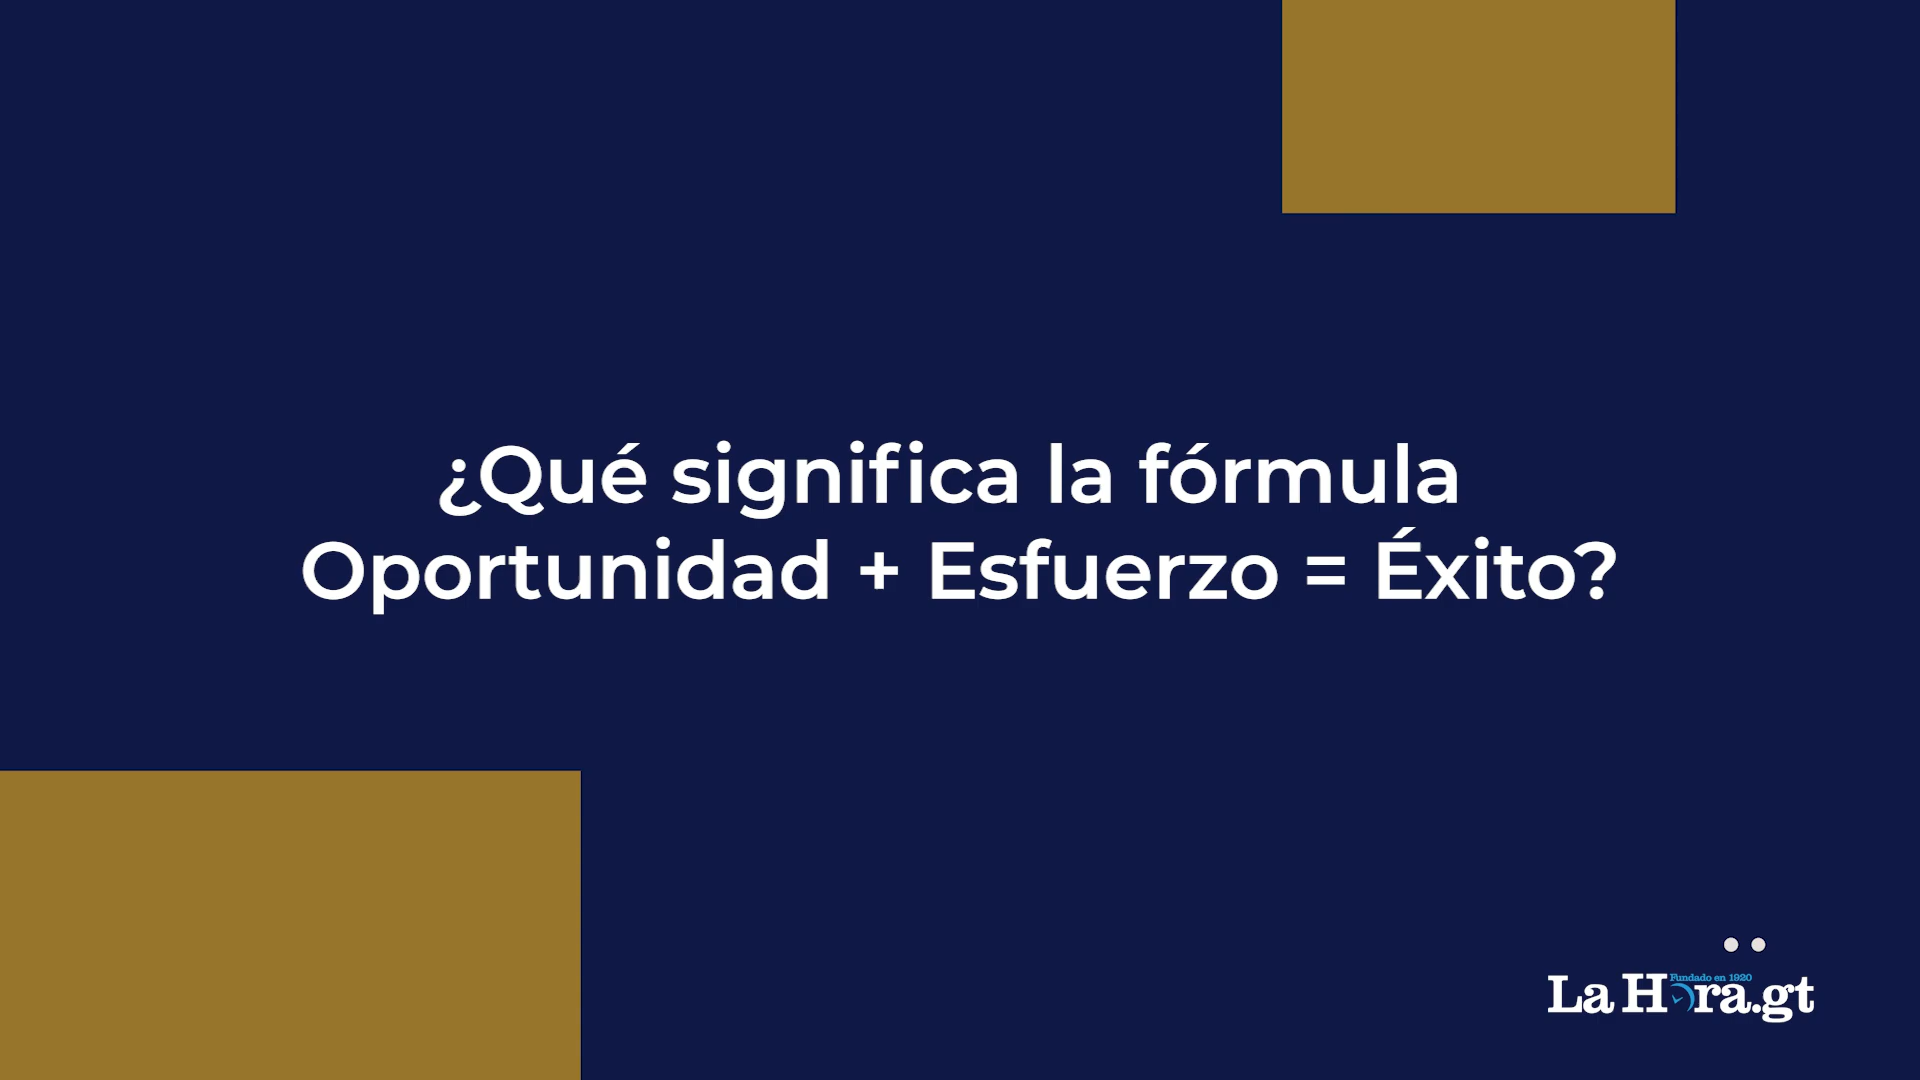 ¿Qué significa la fórmula
Oportunidad + Esfuerzo = Éxito?
Fundado en 1920
La Hora.gt